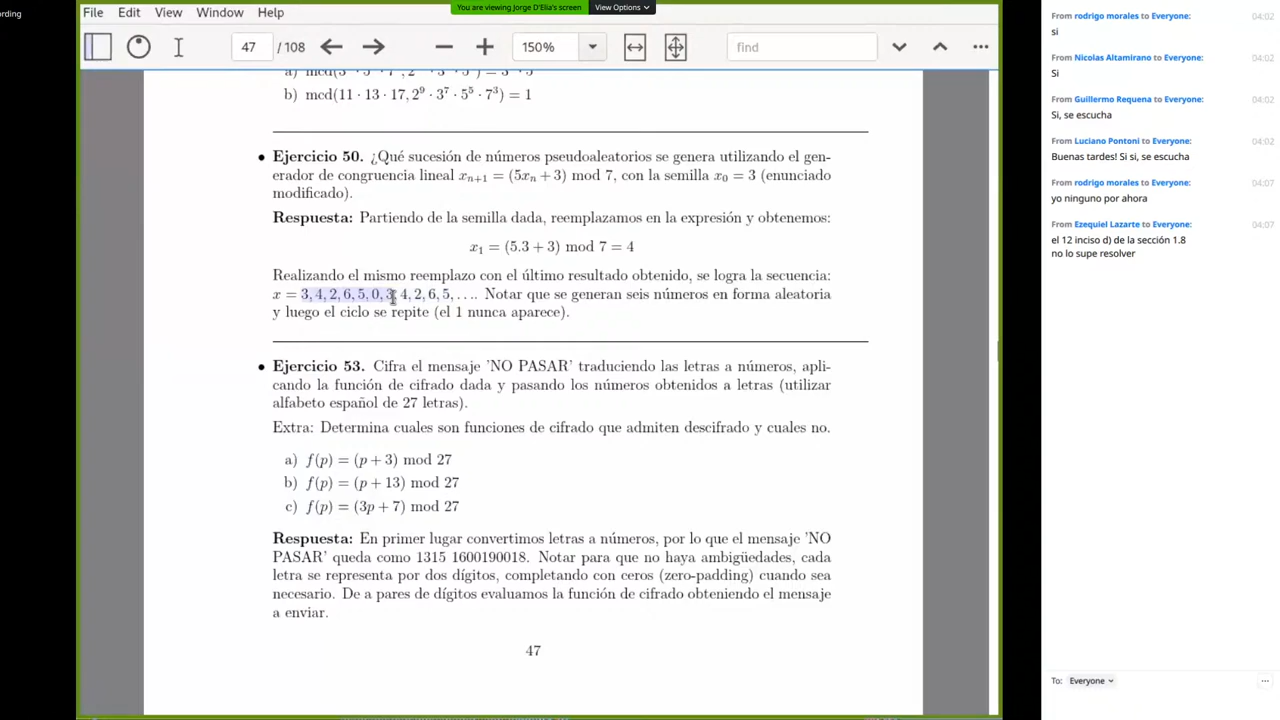 ording
File Edit View Window Help
You are viewing Jorge D'Elia's screen View Options
47 / 108 150% find
b) mcd(11 · 13 · 17, 2⁹ · 3⁷ · 5⁵ · 7³) = 1
• Ejercicio 50. ¿Qué sucesión de números pseudoaleatorios se genera utilizando el gen-
erador de congruencia lineal xₙ₊₁ = (5xₙ + 3) mod 7, con la semilla x₀ = 3 (enunciado
modificado).
Respuesta: Partiendo de la semilla dada, reemplazamos en la expresión y obtenemos:
x₁ = (5.3 + 3) mod 7 = 4
Realizando el mismo reemplazo con el último resultado obtenido, se logra la secuencia:
x = 3, 4, 2, 6, 5, 0, 3, 4, 2, 6, 5, . . .. Notar que se generan seis números en forma aleatoria
y luego el ciclo se repite (el 1 nunca aparece).
• Ejercicio 53. Cifra el mensaje 'NO PASAR' traduciendo las letras a números, apli-
cando la función de cifrado dada y pasando los números obtenidos a letras (utilizar
alfabeto español de 27 letras).
Extra: Determina cuales son funciones de cifrado que admiten descifrado y cuales no.
a) f(p) = (p + 3) mod 27
b) f(p) = (p + 13) mod 27
c) f(p) = (3p + 7) mod 27
Respuesta: En primer lugar convertimos letras a números, por lo que el mensaje 'NO
PASAR' queda como 1315 1600190018. Notar para que no haya ambigüedades, cada
letra se representa por dos dígitos, completando con ceros (zero-padding) cuando sea
necesario. De a pares de dígitos evaluamos la función de cifrado obteniendo el mensaje
a enviar.
47
From rodrigo morales to Everyone: 04:02
si
From Nicolas Altamirano to Everyone: 04:02
Si
From Guillermo Requena to Everyone: 04:02
Si, se escucha
From Luciano Pontoni to Everyone: 04:02
Buenas tardes! Si si, se escucha
From rodrigo morales to Everyone: 04:07
yo ninguno por ahora
From Ezequiel Lazarte to Everyone: 04:07
el 12 inciso d) de la sección 1.8
no lo supe resolver
To: Everyone